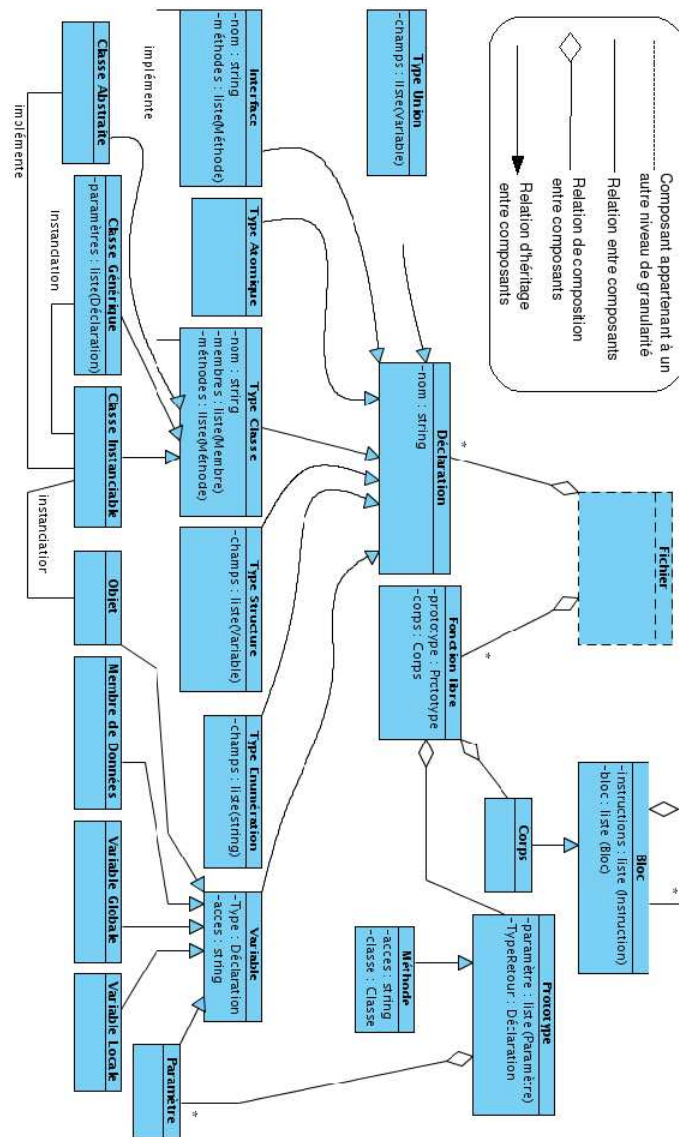 Composant appartenant à un
autre niveau de granularité
Relation entre composants
Relation de composition
entre composants
Relation d'héritage
entre composants
Fichier
Bloc
-instructions : liste (Instruction)
-bloc : liste (Bloc)
*
*
*
Type Union
-champs : liste(Variable)
Déclaration
-nom : string
Fonction libre
-prototype : Prototype
-corps : Corps
Corps
Prototype
-paramètre : liste (Paramètre)
-TypeRetour : Déclaration
Méthode
-acces : string
-classe : Classe
Interface
-nom : string
-méthodes : liste(Méthode)
Type Atomique
Type Classe
-nom : string
-membres : liste(Membre)
-méthodes : liste(Méthode)
Type Structure
-champs : liste(Variable)
Type Enumération
-champs : liste(string)
Variable
-Type : Déclaration
-acces : string
*
implémente
Classe Abstraite
Classe Générique
-paramètres : liste(Déclaration)
Classe Instanciable
Objet
Membre de Données
Variable Globale
Variable Locale
Paramètre
Instanciation
implémente
instanciation